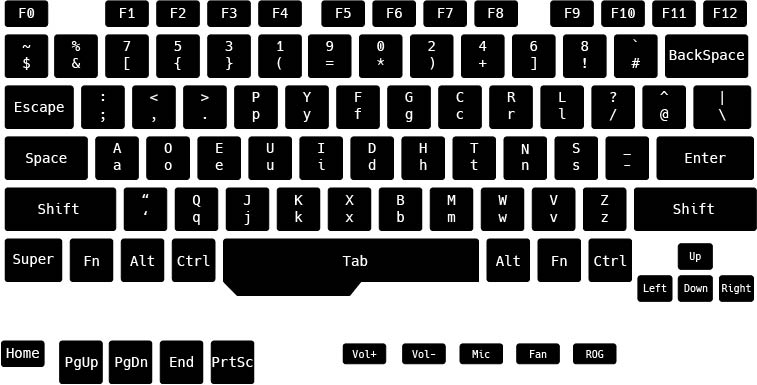 F0 F1 F2 F3 F4 F5 F6 F7 F8 F9 F10 F11 F12
~ % 7 5 3 1 9 0 2 4 6 8 ` BackSpace
$ & [ { } ( = * ) + ] ! #
Escape : < > P Y F G C R L ? ^ |
; , . p y f g c r l / @ \
Space A O E U I D H T N S _ Enter
a o e u i d h t n s -
Shift “ Q J K X B M W V Z Shift
‘ q j k x b m w v z
Super Fn Alt Ctrl Tab Alt Fn Ctrl Up
Left Down Right
Home PgUp PgDn End PrtSc Vol+ Vol- Mic Fan ROG